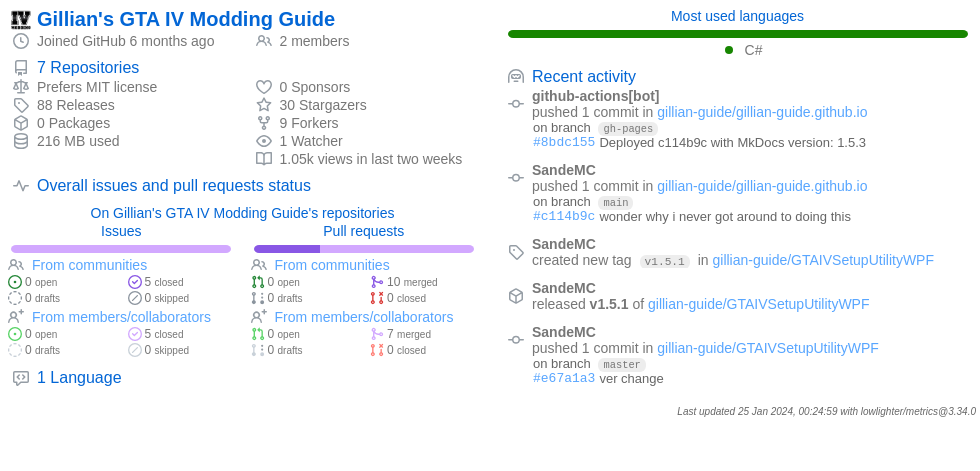 Gillian's GTA IV Modding Guide
Joined GitHub 6 months ago
2 members
7 Repositories
Prefers MIT license
88 Releases
0 Packages
216 MB used
0 Sponsors
30 Stargazers
9 Forkers
1 Watcher
1.05k views in last two weeks
Overall issues and pull requests status
On Gillian's GTA IV Modding Guide's repositories
Issues
From communities
0 open
5 closed
0 drafts
0 skipped
From members/collaborators
0 open
5 closed
0 drafts
0 skipped
Pull requests
From communities
0 open
10 merged
0 drafts
0 closed
From members/collaborators
0 open
7 merged
0 drafts
0 closed
1 Language
Most used languages
C#
Recent activity
github-actions[bot]
pushed 1 commit in gillian-guide/gillian-guide.github.io
on branch gh-pages
#8bdc155 Deployed c114b9c with MkDocs version: 1.5.3
SandeMC
pushed 1 commit in gillian-guide/gillian-guide.github.io
on branch main
#c114b9c wonder why i never got around to doing this
SandeMC
created new tag v1.5.1 in gillian-guide/GTAIVSetupUtilityWPF
SandeMC
released v1.5.1 of gillian-guide/GTAIVSetupUtilityWPF
SandeMC
pushed 1 commit in gillian-guide/GTAIVSetupUtilityWPF
on branch master
#e67a1a3 ver change
Last updated 25 Jan 2024, 00:24:59 with lowlighter/metrics@3.34.0